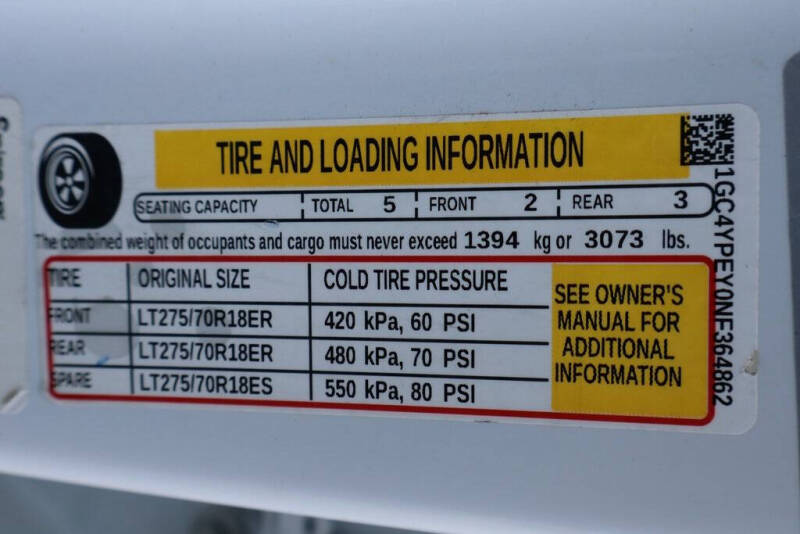 TIRE AND LOADING INFORMATION
SEATING CAPACITY TOTAL 5 FRONT 2 REAR 3
The combined weight of occupants and cargo must never exceed 1394 kg or 3073 lbs.
TIRE ORIGINAL SIZE COLD TIRE PRESSURE
FRONT LT275/70R18ER 420 kPa, 60 PSI
REAR LT275/70R18ER 480 kPa, 70 PSI
SPARE LT275/70R18ES 550 kPa, 80 PSI
SEE OWNER'S
MANUAL FOR
ADDITIONAL
INFORMATION
1GC4YPEY0NF364862